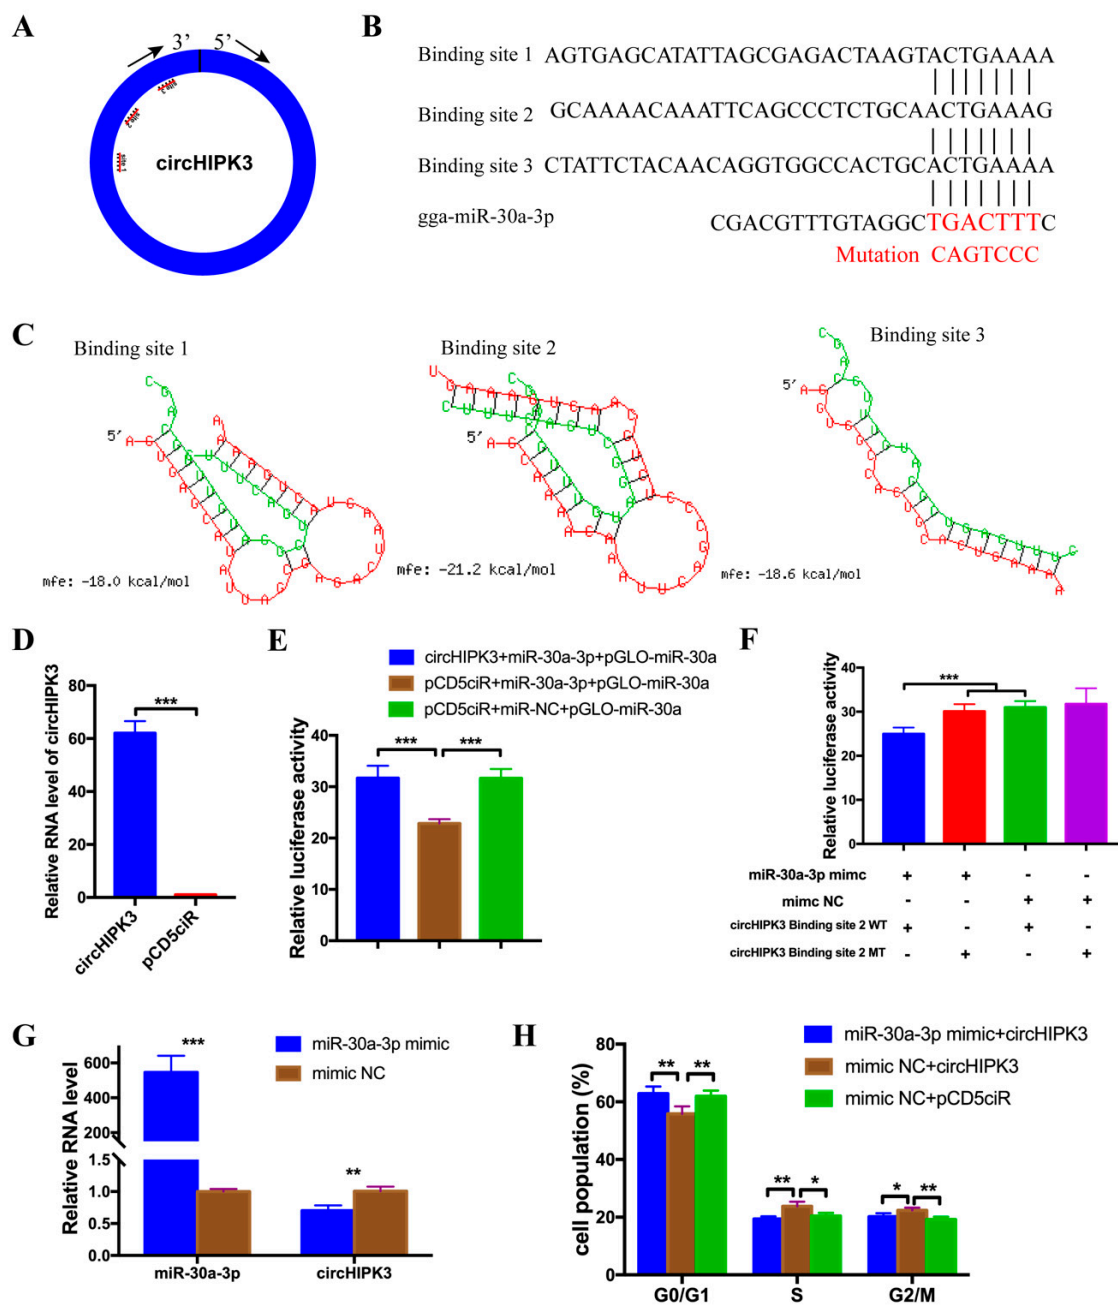 A
3' 5'
circHIPK3
B
Binding site 1 AGTGAGCATATTAGCGAGACTAAGTACTGAAAA
Binding site 2 GCAAAACAAATTCAGCCCTCTGCAACTGAAAG
Binding site 3 CTATTCTACAACAGGTGGCCACTGCACTGAAAA
gga-miR-30a-3p CGACGTTTGTAGGCTGACTTTC
Mutation CAGTCCC
C
Binding site 1
5'
mfe: -18.0 kcal/mol
Binding site 2
5'
mfe: -21.2 kcal/mol
Binding site 3
5'
mfe: -18.6 kcal/mol
D
Relative RNA level of circHIPK3
80
60
40
20
0
***
circHIPK3 pCD5ciR
E
circHIPK3+miR-30a-3p+pGLO-miR-30a
pCD5ciR+miR-30a-3p+pGLO-miR-30a
pCD5ciR+miR-NC+pGLO-miR-30a
Relative luciferase activity
40
30
20
10
0
*** ***
F
Relative luciferase activity
40
30
20
10
0
***
miR-30a-3p mimc + + - -
mimc NC - - + +
circHIPK3 Binding site 2 WT + - + -
circHIPK3 Binding site 2 MT - + - +
G
Relative RNA level
600
400
200
1.5
1.0
0.5
0.0
*** **
miR-30a-3p mimic
mimic NC
miR-30a-3p circHIPK3
H
cell population (%)
80
60
40
20
0
miR-30a-3p mimic+circHIPK3
mimic NC+circHIPK3
mimic NC+pCD5ciR
** **
** *
* **
G0/G1 S G2/M